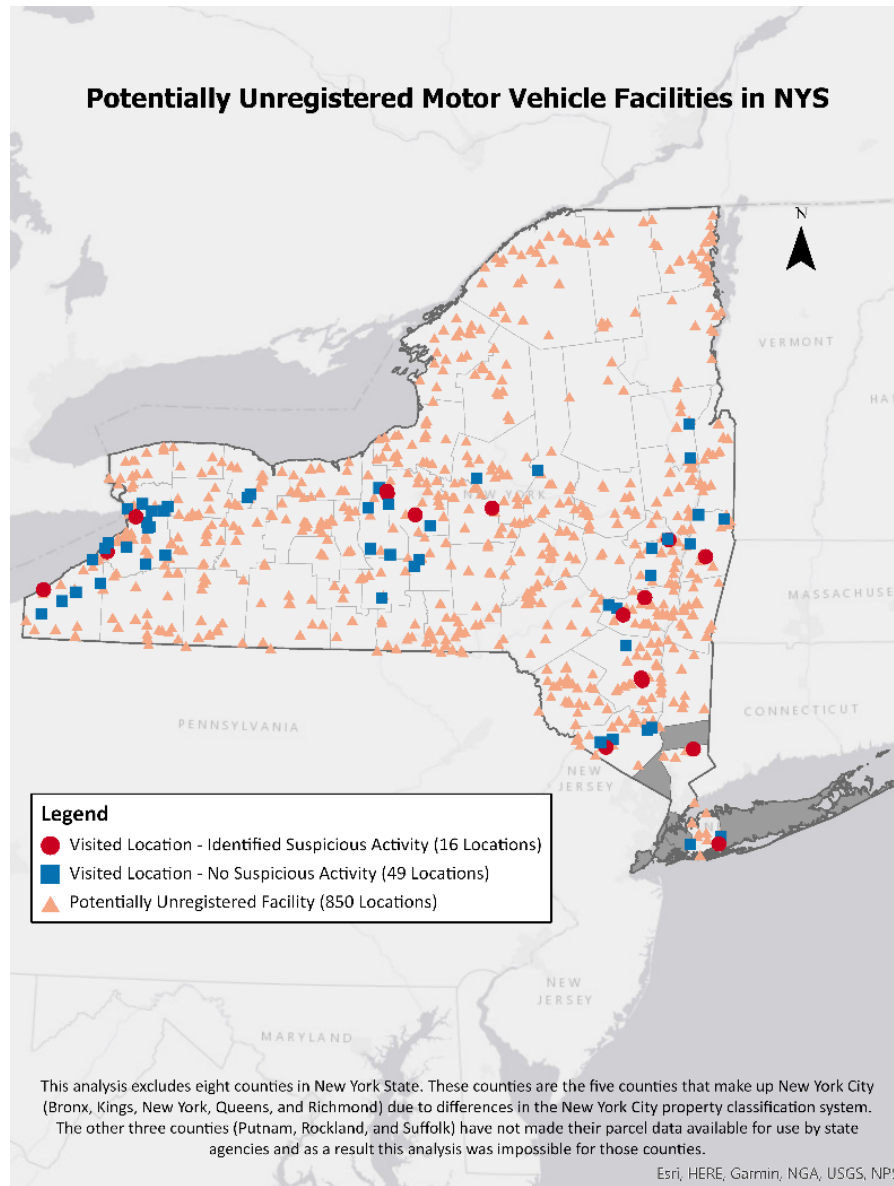 Potentially Unregistered Motor Vehicle Facilities in NYS
N
VERMONT
NEW YORK
MASSACHUSETTS
CONNECTICUT
PENNSYLVANIA
NEW
JERSEY
Legend
Visited Location - Identified Suspicious Activity (16 Locations)
Visited Location - No Suspicious Activity (49 Locations)
Potentially Unregistered Facility (850 Locations)
NEW
JERSEY
MARYLAND
This analysis excludes eight counties in New York State. These counties are the five counties that make up New York City
(Bronx, Kings, New York, Queens, and Richmond) due to differences in the New York City property classification system.
The other three counties (Putnam, Rockland, and Suffolk) have not made their parcel data available for use by state
agencies and as a result this analysis was impossible for those counties.
Esri, HERE, Garmin, NGA, USGS, NPS